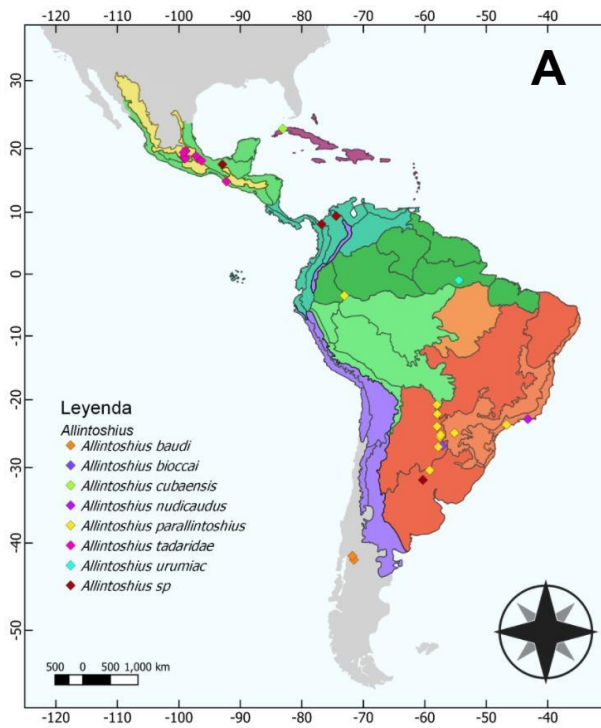 -120 -110 -100 -90 -80 -70 -60 -50 -40
A
30
20
10
0
-10
-20
-30
-40
-50
Leyenda
Allintoshius
Allintoshius baudi
Allintoshius bioccai
Allintoshius cubaensis
Allintoshius nudicaudus
Allintoshius parallintoshius
Allintoshius tadaridae
Allintoshius urumiac
Allintoshius sp
500 0 500 1,000 km
-120 -110 -100 -90 -80 -70 -60 -50 -40